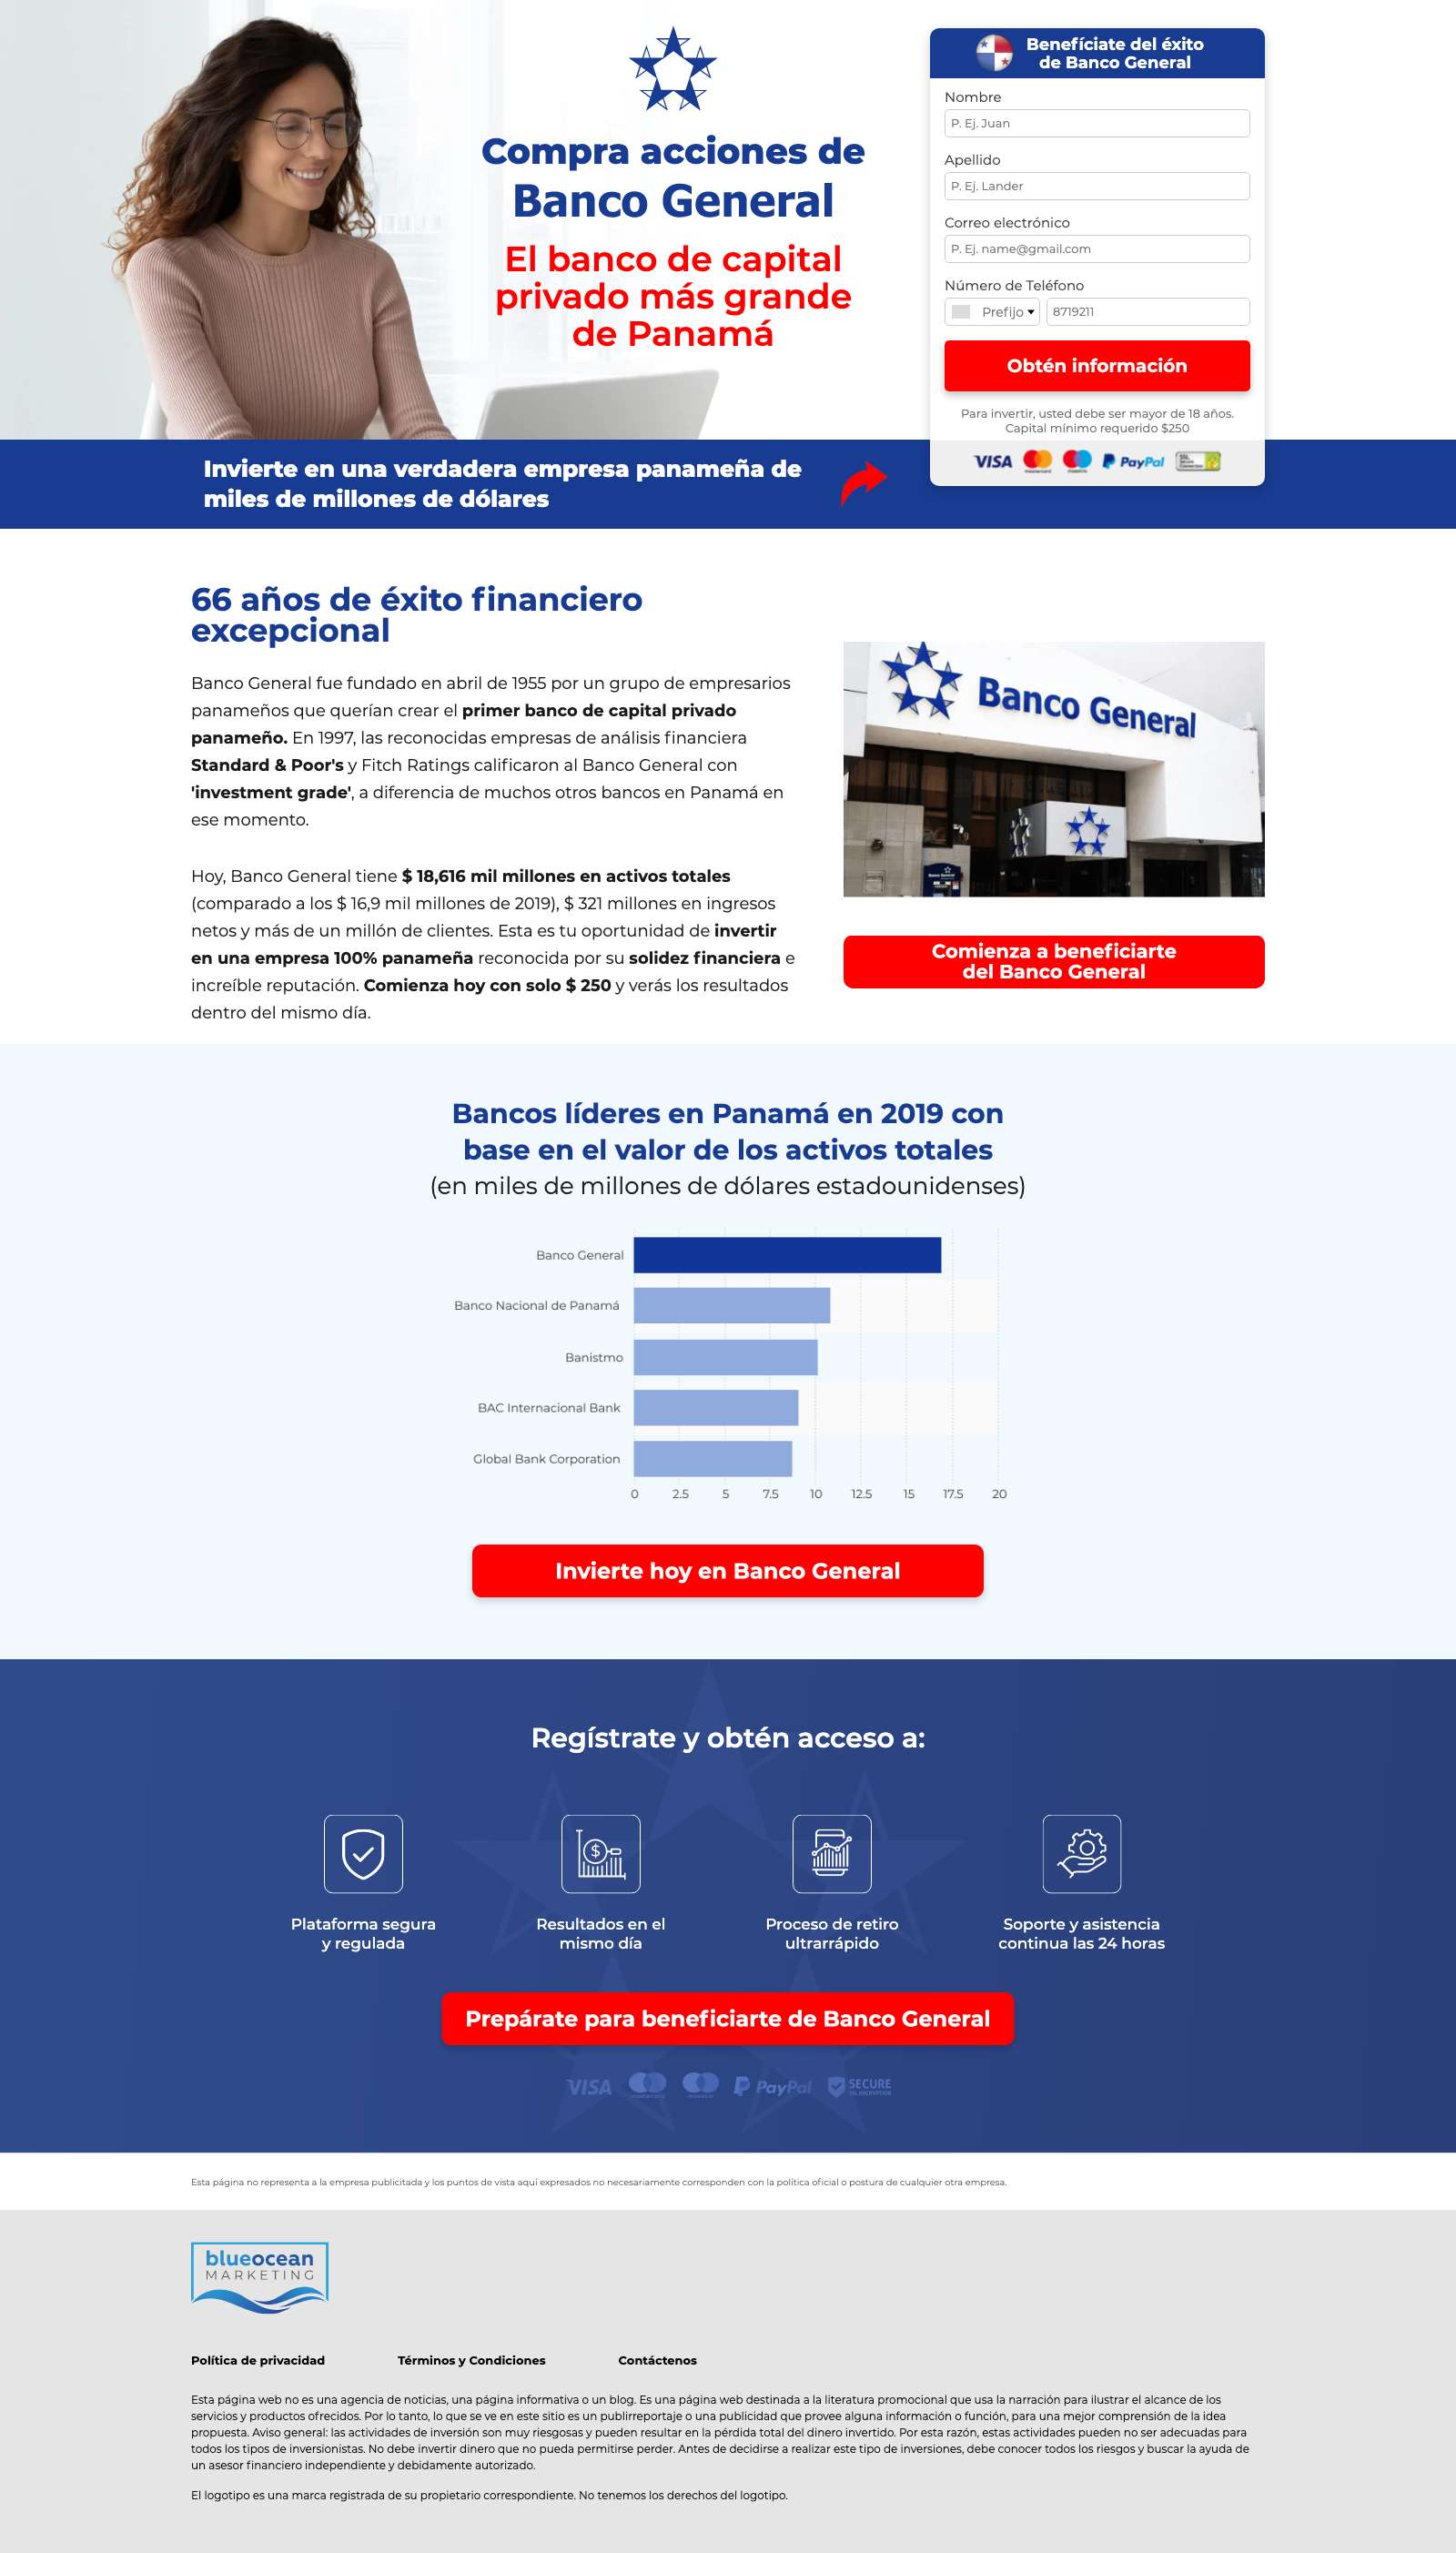 Compra acciones de
Banco General
El banco de capital
privado más grande
de Panamá
Benefíciate del éxito
de Banco General
Nombre
P. Ej. Juan
Apellido
P. Ej. Lander
Correo electrónico
P. Ej. name@gmail.com
Número de Teléfono
Prefijo
8719211
Obtén información
Para invertir, usted debe ser mayor de 18 años.
Capital mínimo requerido $250
VISA PayPal
Invierte en una verdadera empresa panameña de
miles de millones de dólares
66 años de éxito financiero
excepcional
Banco General fue fundado en abril de 1955 por un grupo de empresarios
panameños que querían crear el primer banco de capital privado
panameño. En 1997, las reconocidas empresas de análisis financiera
Standard & Poor's y Fitch Ratings calificaron al Banco General con
'investment grade', a diferencia de muchos otros bancos en Panamá en
ese momento.
Hoy, Banco General tiene $ 18,616 mil millones en activos totales
(comparado a los $ 16,9 mil millones de 2019), $ 321 millones en ingresos
netos y más de un millón de clientes. Esta es tu oportunidad de invertir
en una empresa 100% panameña reconocida por su solidez financiera e
increíble reputación. Comienza hoy con solo $ 250 y verás los resultados
dentro del mismo día.
Banco General
Comienza a beneficiarte
del Banco General
Bancos líderes en Panamá en 2019 con
base en el valor de los activos totales
(en miles de millones de dólares estadounidenses)
Banco General
Banco Nacional de Panamá
Banistmo
BAC Internacional Bank
Global Bank Corporation
0 2.5 5 7.5 10 12.5 15 17.5 20
Invierte hoy en Banco General
Regístrate y obtén acceso a:
Plataforma segura
y regulada
Resultados en el
mismo día
Proceso de retiro
ultrarrápido
Soporte y asistencia
continua las 24 horas
Prepárate para beneficiarte de Banco General
VISA PayPal SECURE
Esta página no representa a la empresa publicitada y los puntos de vista aquí expresados no necesariamente corresponden con la política oficial o postura de cualquier otra empresa.
blueocean
MARKETING
Política de privacidad
Términos y Condiciones
Contáctenos
Esta página web no es una agencia de noticias, una página informativa o un blog. Es una página web destinada a la literatura promocional que usa la narración para ilustrar el alcance de los
servicios y productos ofrecidos. Por lo tanto, lo que se ve en este sitio es un publirreportaje o una publicidad que provee alguna información o función, para una mejor comprensión de la idea
propuesta. Aviso general: las actividades de inversión son muy riesgosas y pueden resultar en la pérdida total del dinero invertido. Por esta razón, estas actividades pueden no ser adecuadas para
todos los tipos de inversionistas. No debe invertir dinero que no pueda permitirse perder. Antes de decidirse a realizar este tipo de inversiones, debe conocer todos los riesgos y buscar la ayuda de
un asesor financiero independiente y debidamente autorizado.
El logotipo es una marca registrada de su propietario correspondiente. No tenemos los derechos del logotipo.